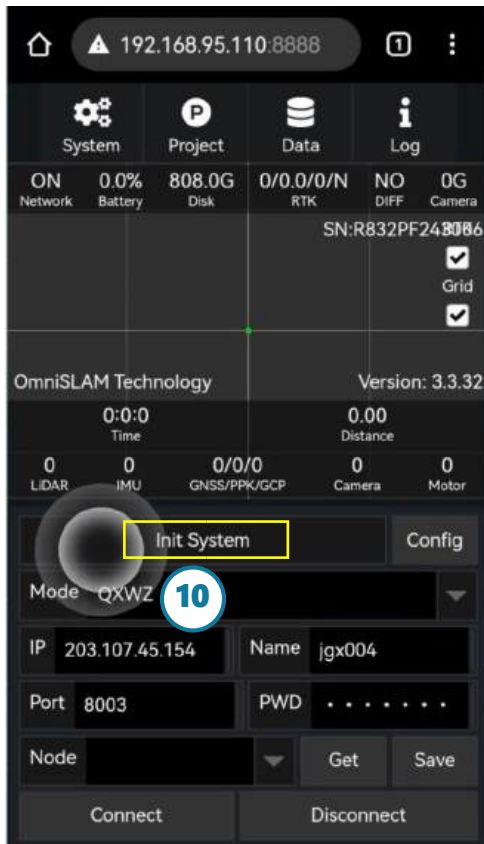 192.168.95.110:8888
1
P
i
System Project Data Log
ON 0.0% 808.0G 0/0.0/0/N NO 0G
Network Battery Disk RTK DIFF Camera
Grid
OmniSLAM Technology Version: 3.3.32
0:0:0 0.00
Time Distance
0 0 0/0/0 0 0
LiDAR IMU GNSS/PPK/GCP Camera Motor
Init System Config
Mode QXWZ 10
IP 203.107.45.154 Name jgx004
Port 8003 PWD • • • • • • •
Node Get Save
Connect Disconnect